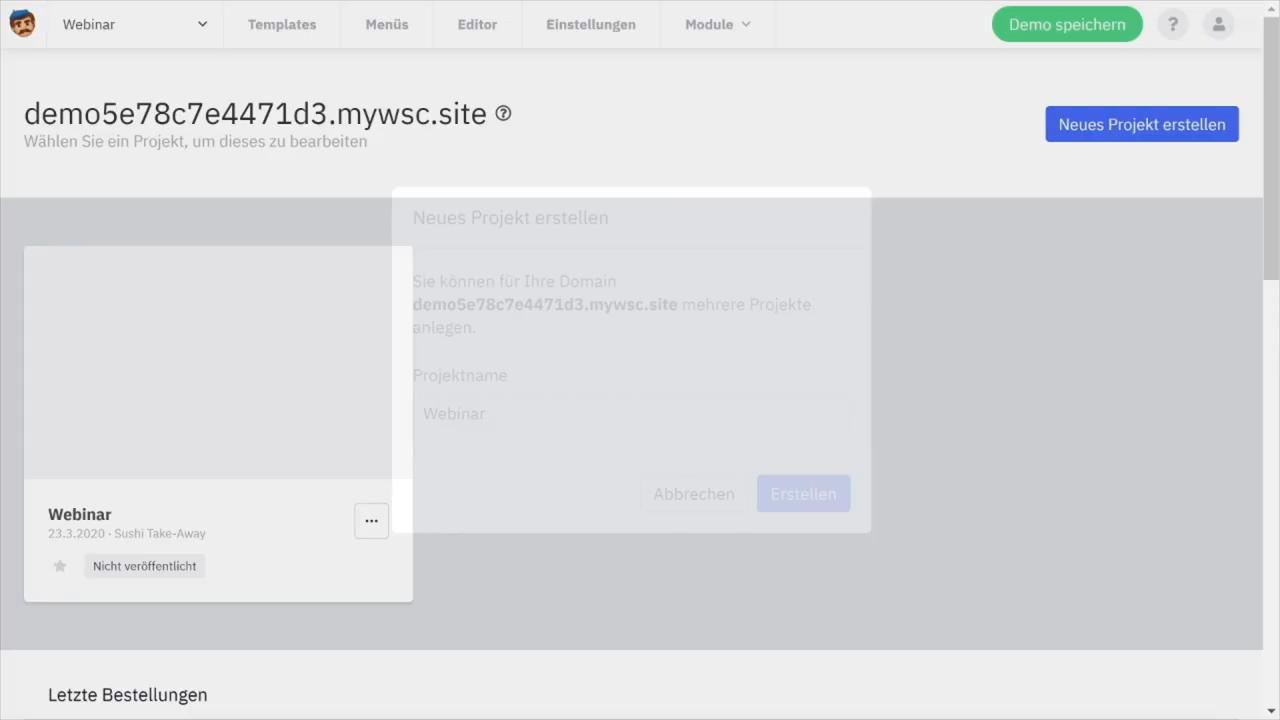 Webinar
Templates
Menüs
Editor
Einstellungen
Module
Demo speichern
?
demo5e78c7e4471d3.mywsc.site ?
Wählen Sie ein Projekt, um dieses zu bearbeiten
Neues Projekt erstellen
Neues Projekt erstellen
Sie können für Ihre Domain
demo5e78c7e4471d3.mywsc.site mehrere Projekte
anlegen.
Projektname
Webinar
Abbrechen
Erstellen
Webinar
23.3.2020 · Sushi Take-Away
...
Nicht veröffentlicht
Letzte Bestellungen